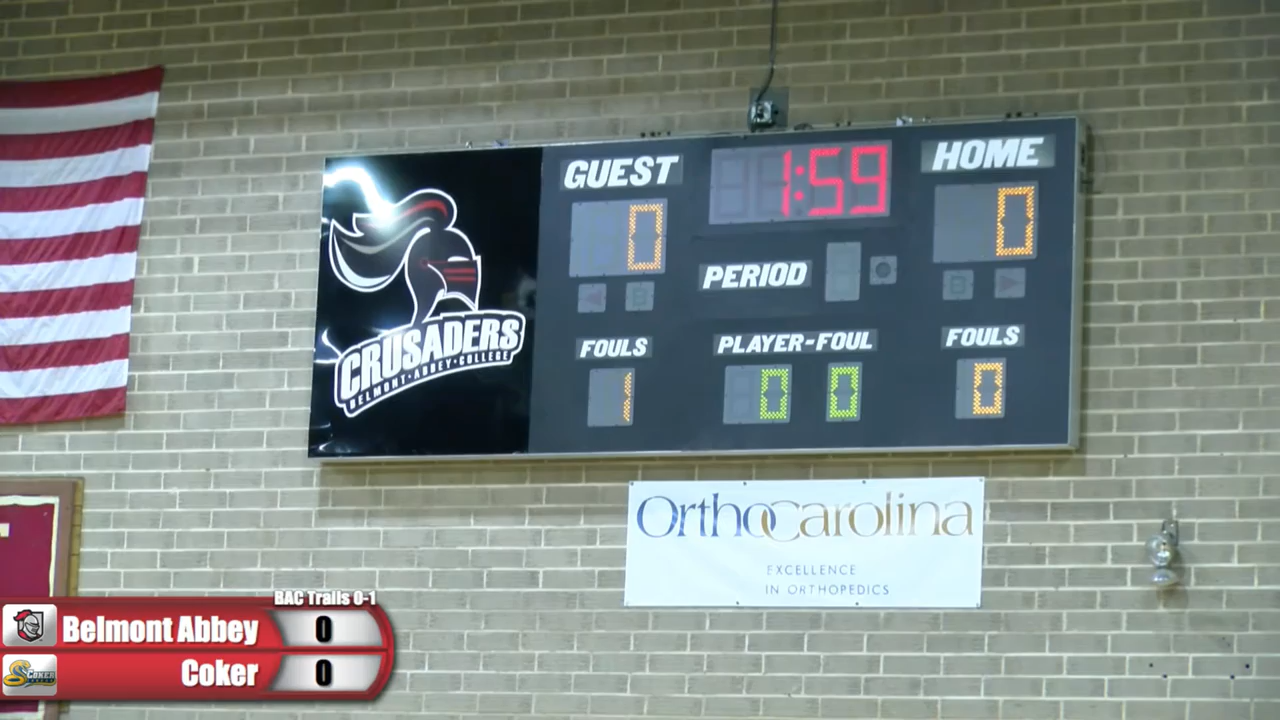 GUEST
1:59
HOME
0
0
PERIOD
B
B
CRUSADERS
BELMONT·ABBEY·COLLEGE
FOULS
PLAYER-FOUL
FOULS
1
0
0
0
OrthoCarolina
EXCELLENCE
IN ORTHOPEDICS
T
BAC Trails 0-1
Belmont Abbey
0
COKER
Coker
0